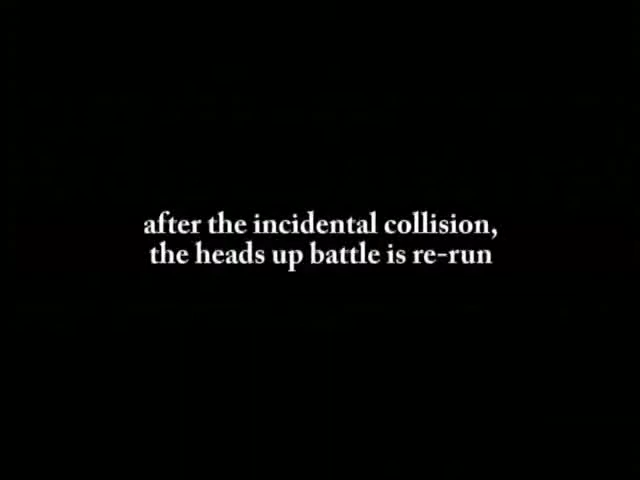 after the incidental collision,
the heads up battle is re-run